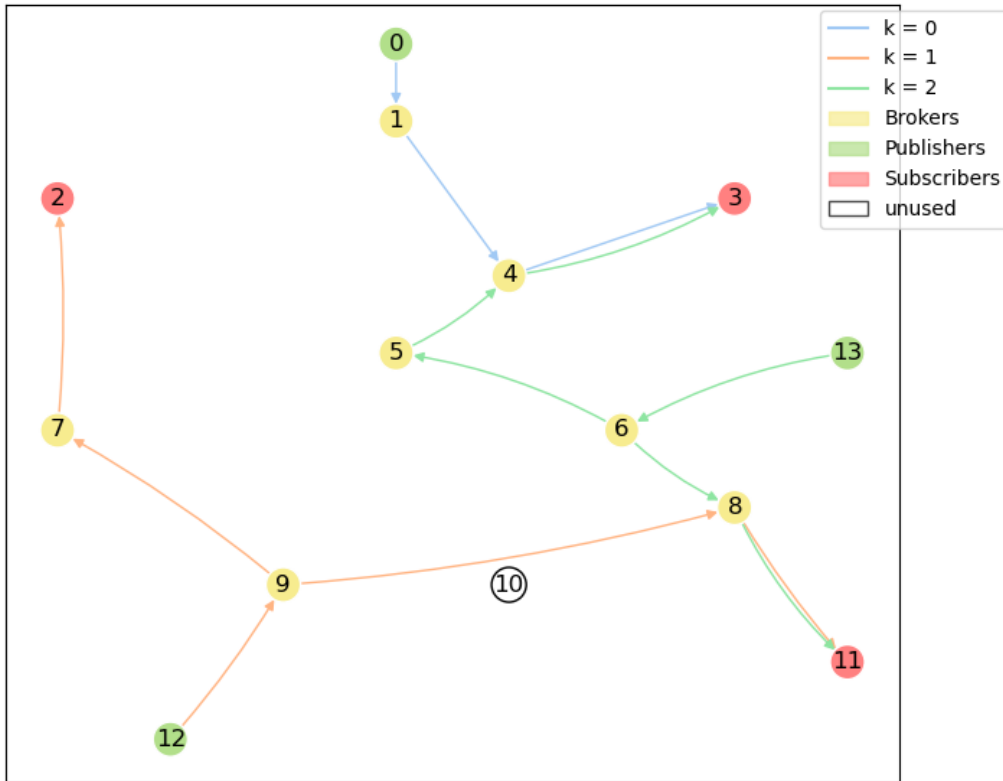 0
k = 0
k = 1
k = 2
Brokers
Publishers
Subscribers
unused
1
2
3
4
5
13
7
6
8
9
10
11
12